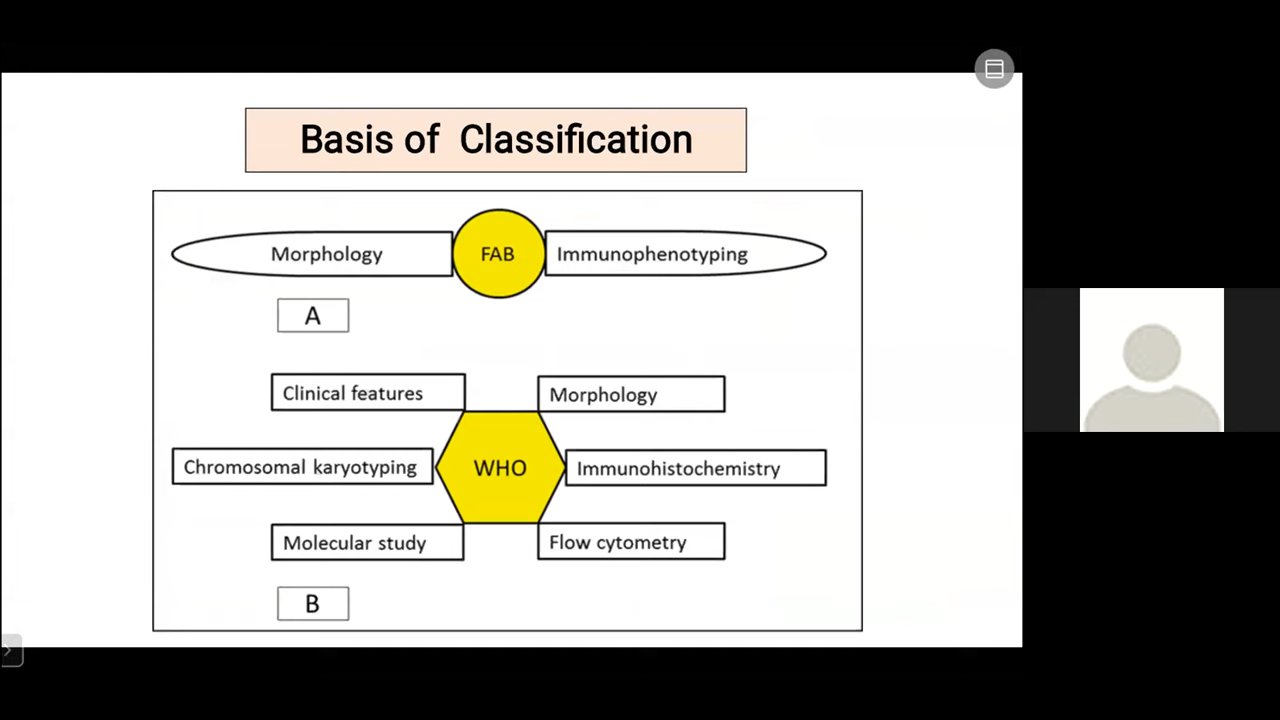 Basis of Classification
Morphology
FAB
Immunophenotyping
A
Clinical features
Morphology
Chromosomal karyotyping
WHO
Immunohistochemistry
Molecular study
Flow cytometry
B